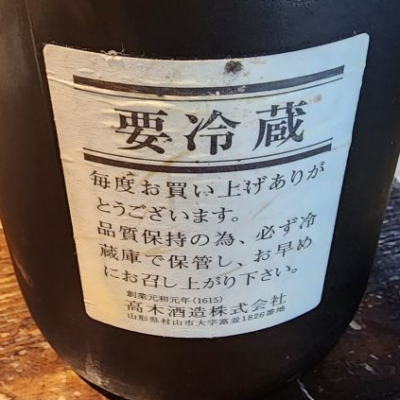 要冷蔵
毎度お買い上げありが
とうございます。
品質保持の為、必ず冷
蔵庫で保管し、お早め
にお召し上がり下さい。
創業元和元年(1615)
高木酒造株式会社
山形県村山市大字富並1826番地